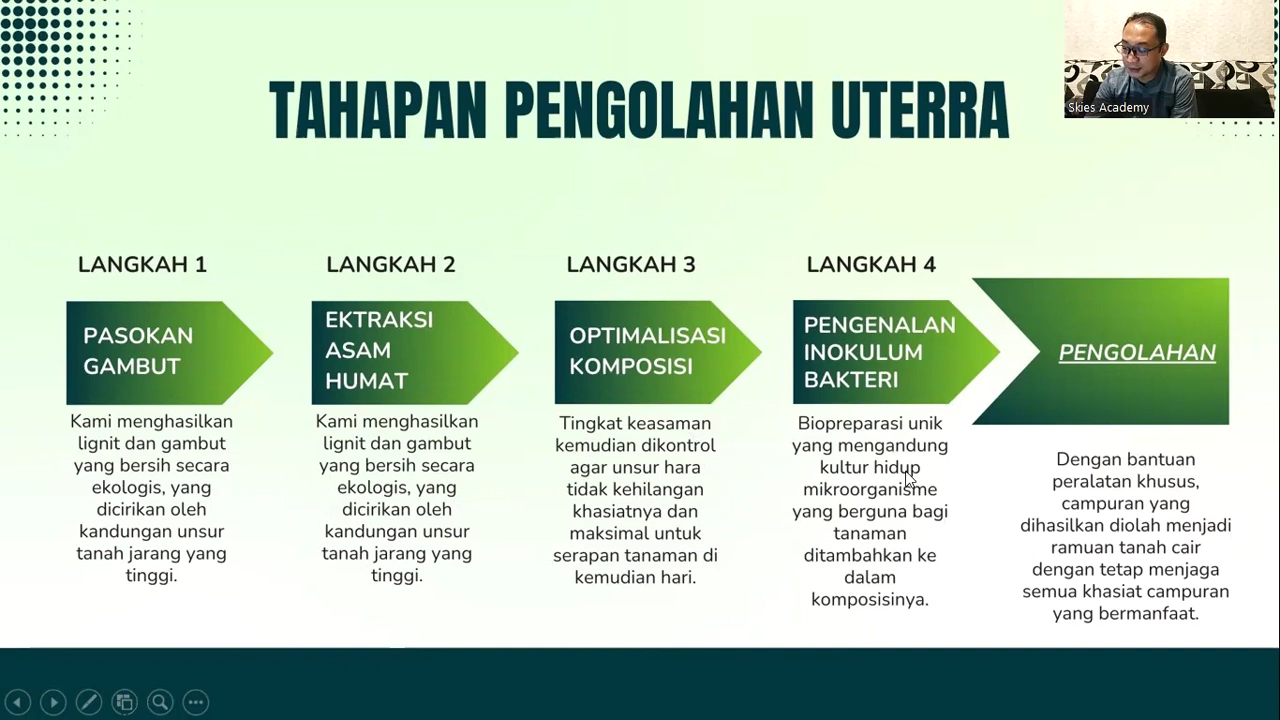 Skies Academy
TAHAPAN PENGOLAHAN UTERRA
LANGKAH 1
PASOKAN
GAMBUT
Kami menghasilkan
lignit dan gambut
yang bersih secara
ekologis, yang
dicirikan oleh
kandungan unsur
tanah jarang yang
tinggi.
LANGKAH 2
EKTRAKSI
ASAM
HUMAT
Kami menghasilkan
lignit dan gambut
yang bersih secara
ekologis, yang
dicirikan oleh
kandungan unsur
tanah jarang yang
tinggi.
LANGKAH 3
OPTIMALISASI
KOMPOSISI
Tingkat keasaman
kemudian dikontrol
agar unsur hara
tidak kehilangan
khasiatnya dan
maksimal untuk
serapan tanaman di
kemudian hari.
LANGKAH 4
PENGENALAN
INOKULUM
BAKTERI
Biopreparasi unik
yang mengandung
kultur hidup
mikroorganisme
yang berguna bagi
tanaman
ditambahkan ke
dalam
komposisinya.
PENGOLAHAN
Dengan bantuan
peralatan khusus,
campuran yang
dihasilkan diolah menjadi
ramuan tanah cair
dengan tetap menjaga
semua khasiat campuran
yang bermanfaat.